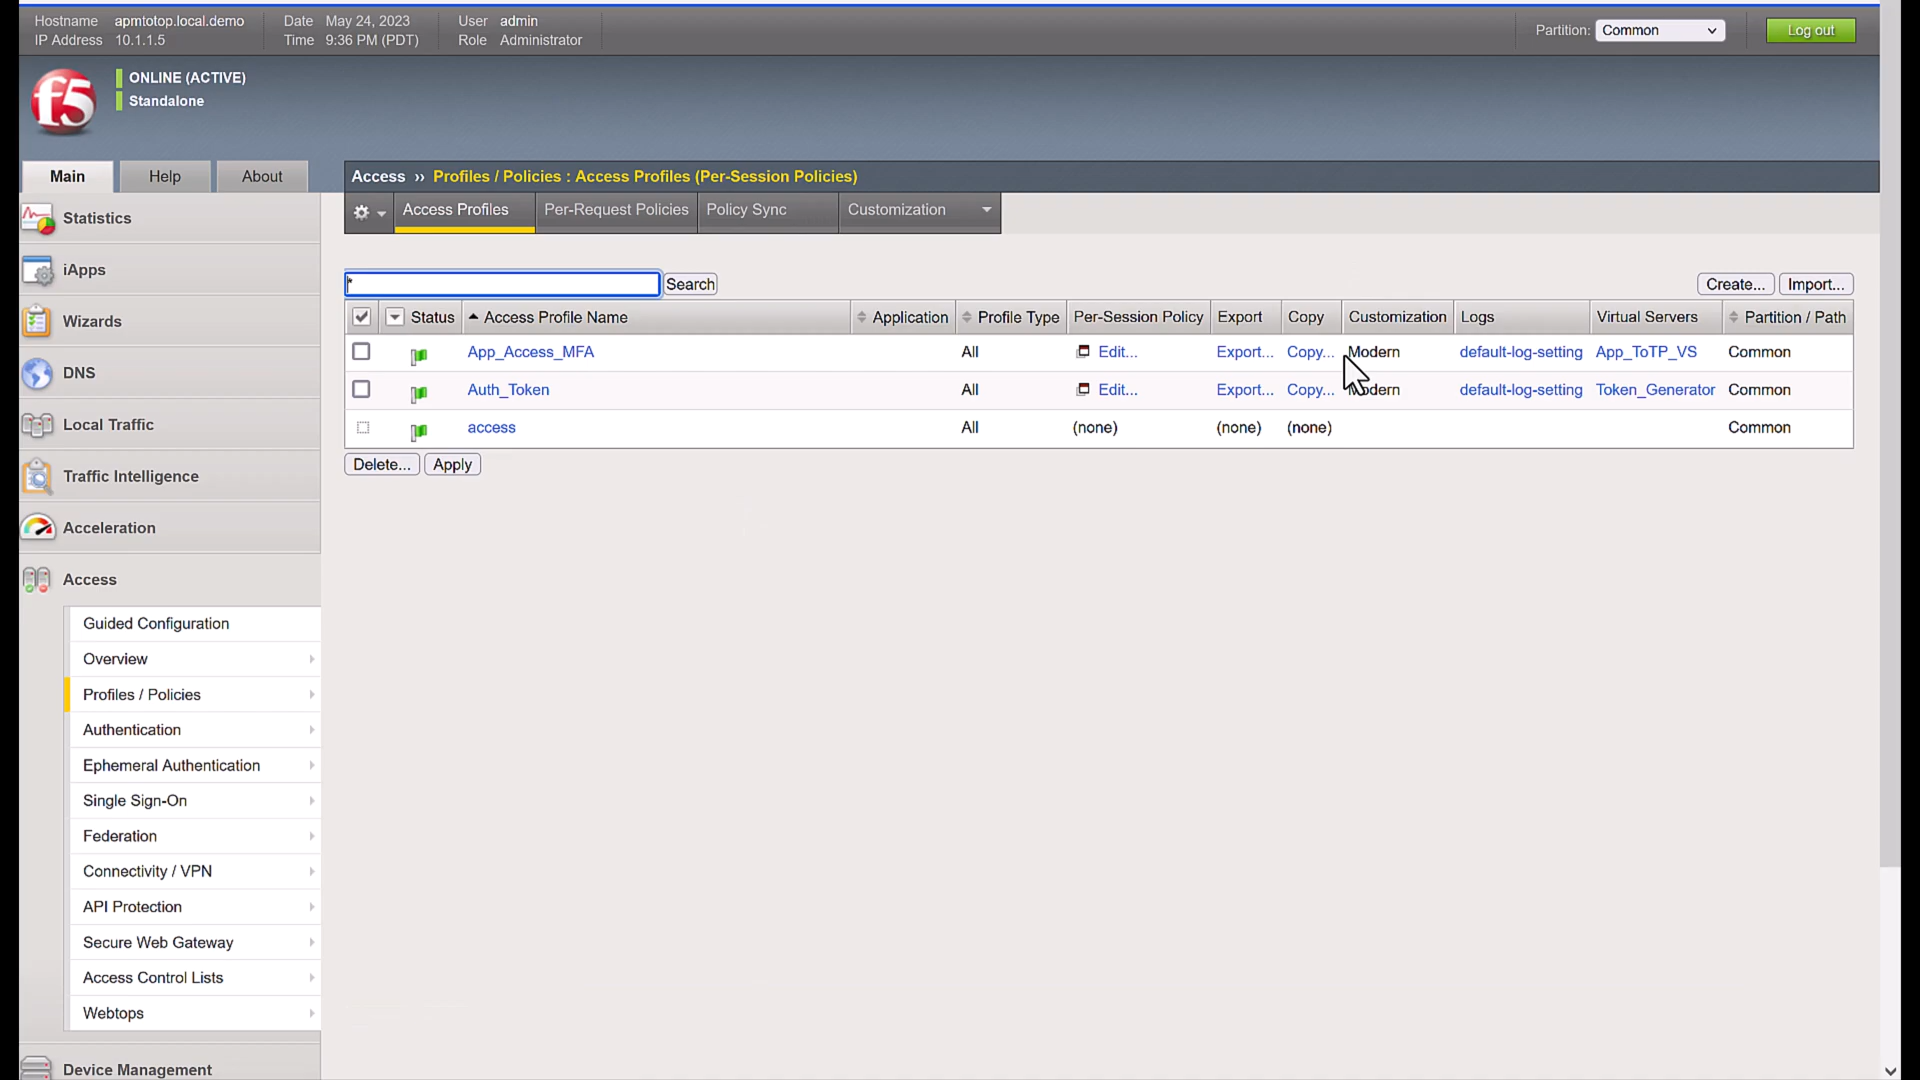 Hostname apmtotop.local.demo Date May 24, 2023 User admin
IP Address 10.1.1.5 Time 9:36 PM (PDT) Role Administrator
Partition: Common Log out
f5 ONLINE (ACTIVE)
Standalone
Main Help About
Access ›› Profiles / Policies : Access Profiles (Per-Session Policies)
Access Profiles Per-Request Policies Policy Sync Customization
* Search Create... Import...
Status Access Profile Name Application Profile Type Per-Session Policy Export Copy Customization Logs Virtual Servers Partition / Path
App_Access_MFA All Edit... Export... Copy... Modern default-log-setting App_ToTP_VS Common
Auth_Token All Edit... Export... Copy... Modern default-log-setting Token_Generator Common
access All (none) (none) (none) Common
Delete... Apply
Statistics
iApps
Wizards
DNS
Local Traffic
Traffic Intelligence
Acceleration
Access
Guided Configuration
Overview
Profiles / Policies
Authentication
Ephemeral Authentication
Single Sign-On
Federation
Connectivity / VPN
API Protection
Secure Web Gateway
Access Control Lists
Webtops
Device Management